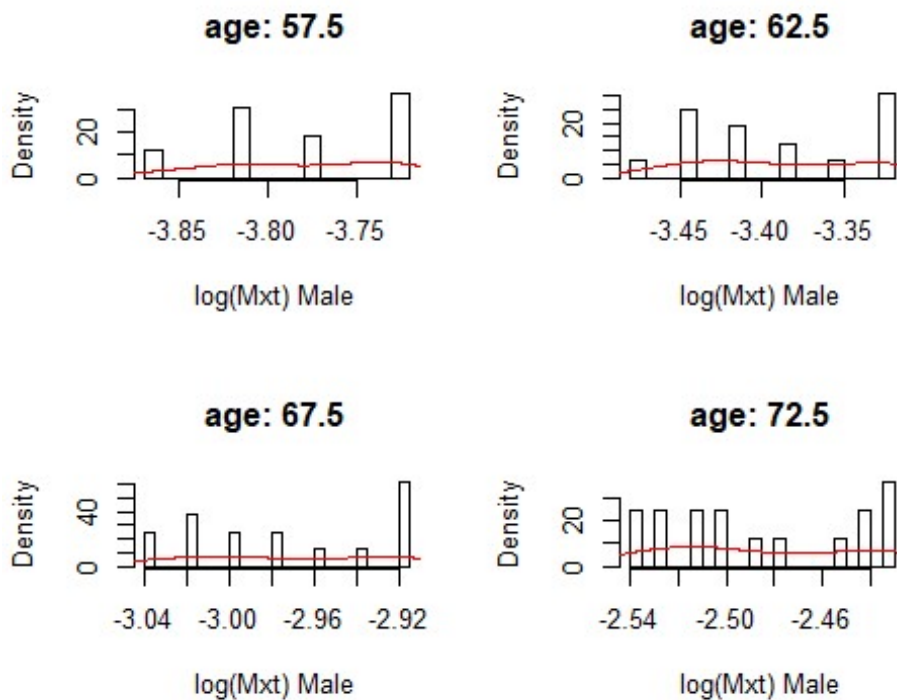 age: 57.5
Density
0
20
-3.85 -3.80 -3.75
log(Mxt) Male
age: 62.5
Density
0
20
-3.45 -3.40 -3.35
log(Mxt) Male
age: 67.5
Density
0
40
-3.04 -3.00 -2.96 -2.92
log(Mxt) Male
age: 72.5
Density
0
20
-2.54 -2.50 -2.46
log(Mxt) Male